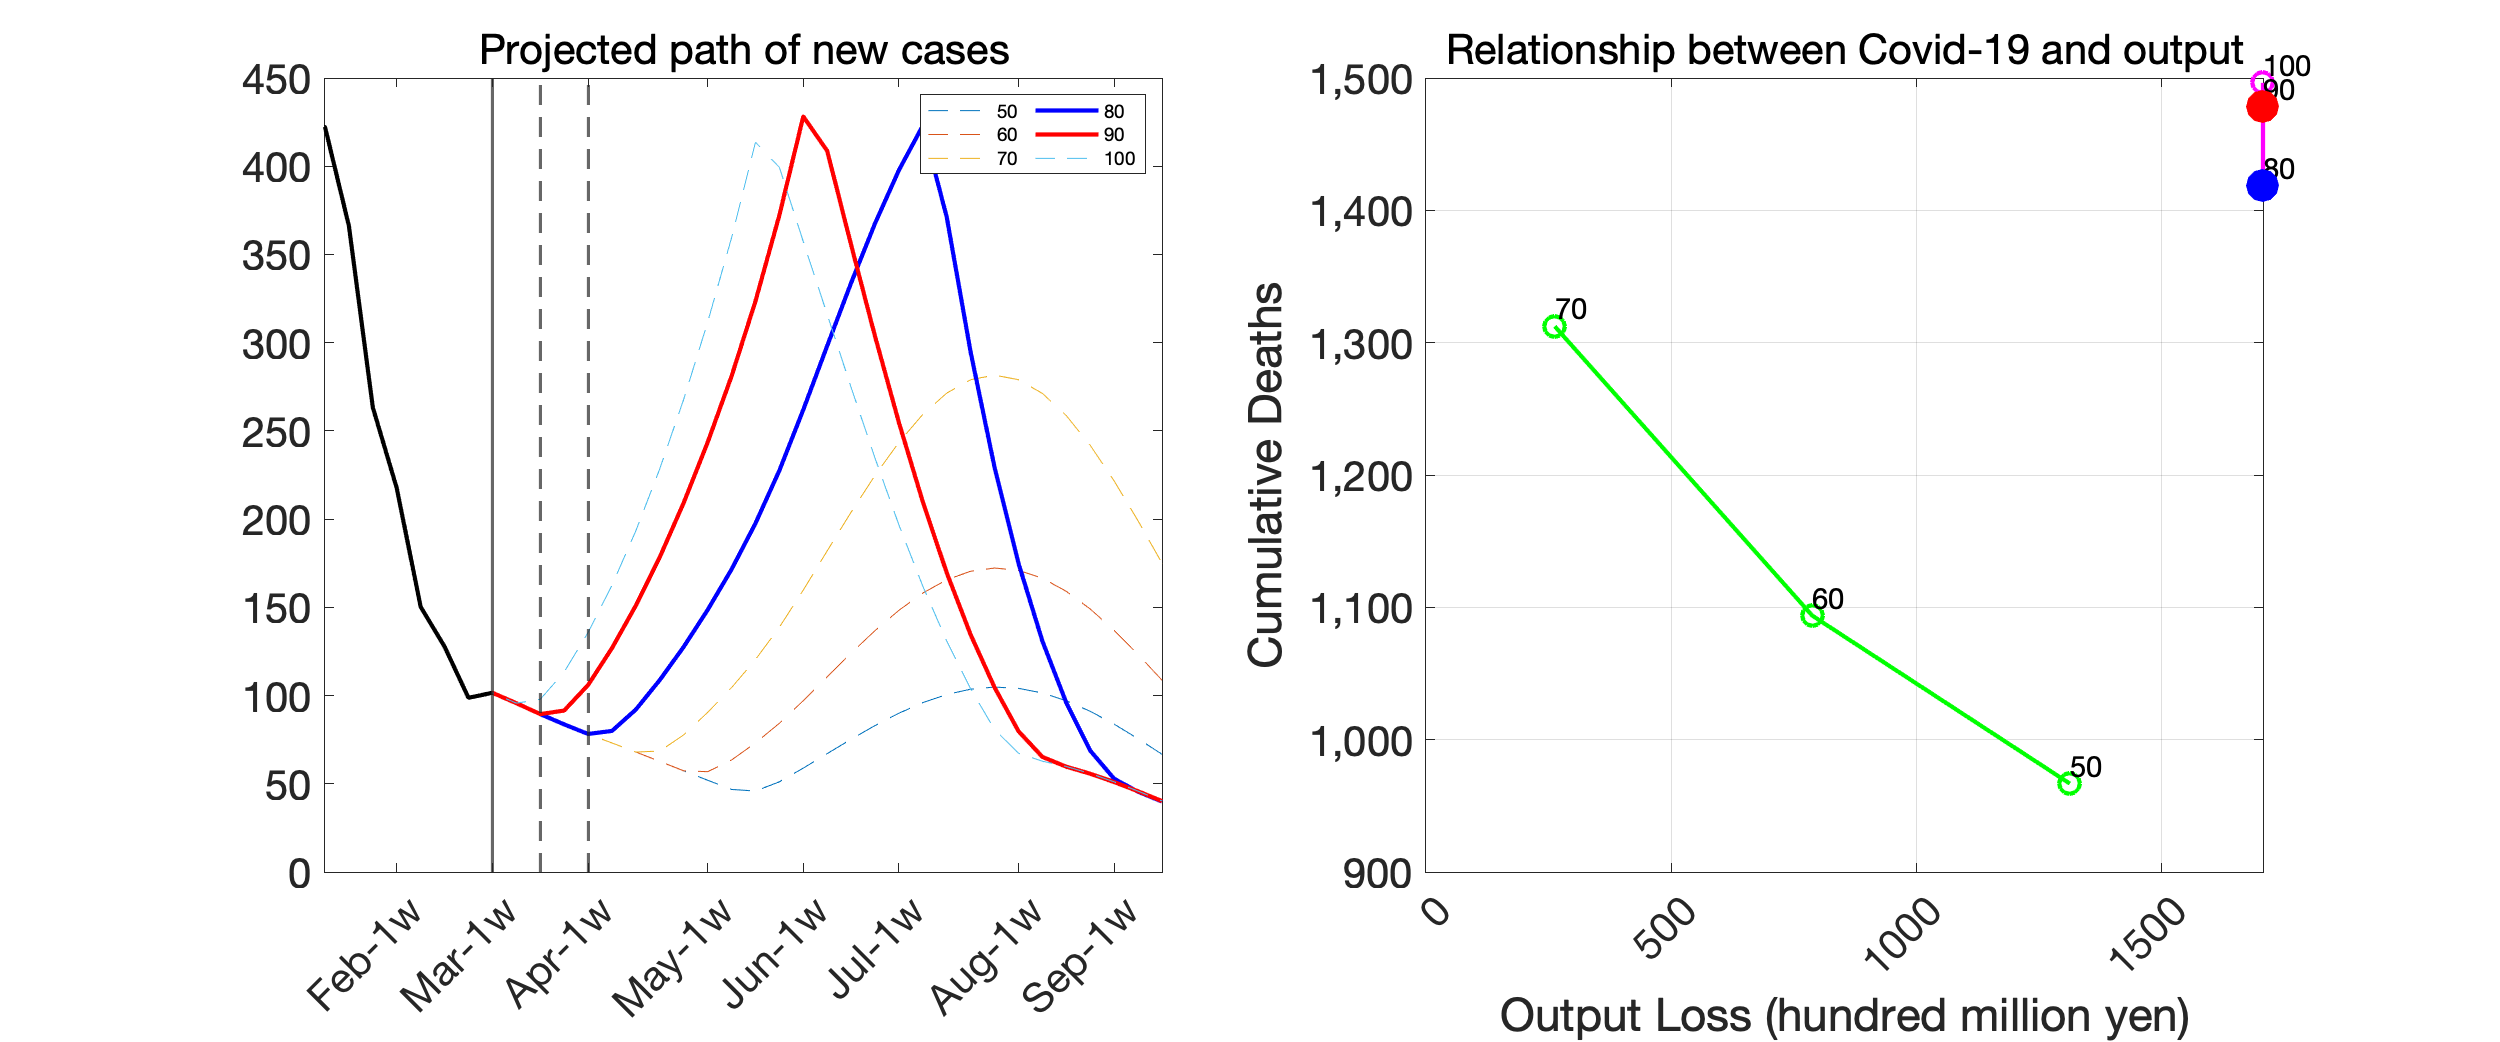 Projected path of new cases
450
400
350
300
250
200
150
100
50
0
50
60
70
80
90
100
Feb-1w
Mar-1w
Apr-1w
May-1w
Jun-1w
Jul-1w
Aug-1w
Sep-1w
Relationship between Covid-19 and output
Cumulative Deaths
1,500
1,400
1,300
1,200
1,100
1,000
900
100
90
80
70
60
50
0
500
1000
1500
Output Loss (hundred million yen)